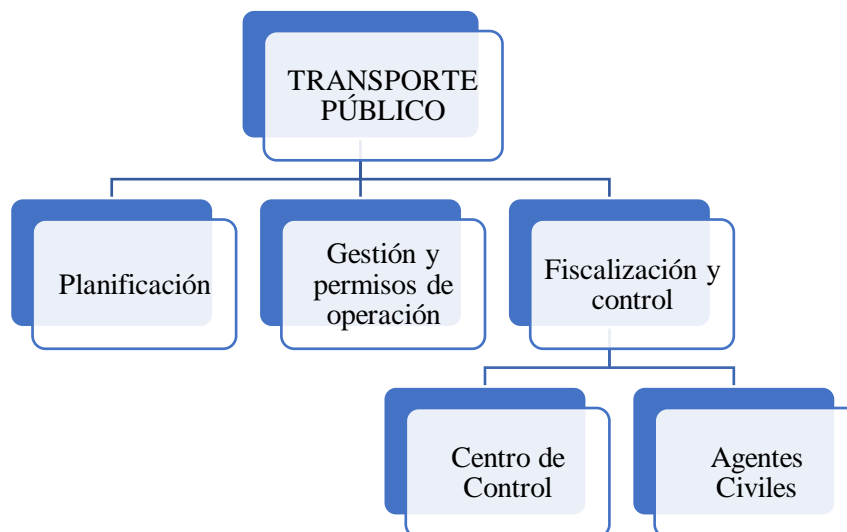 TRANSPORTE
PÚBLICO
Planificación
Gestión y
permisos de
operación
Fiscalización y
control
Centro de
Control
Agentes
Civiles